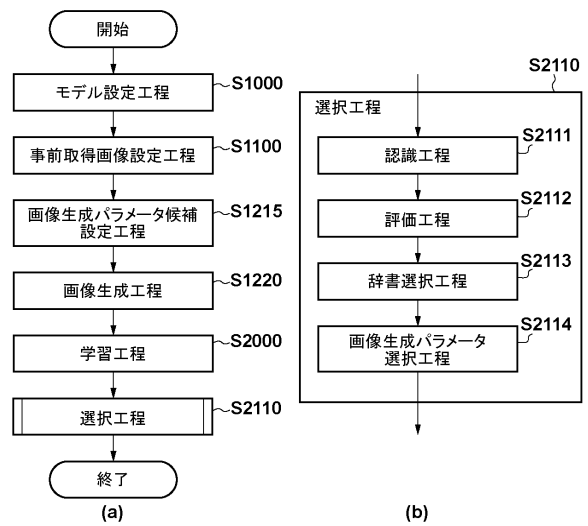 開始
モデル設定工程
S1000
事前取得画像設定工程
S1100
画像生成パラメータ候補
設定工程
S1215
画像生成工程
S1220
学習工程
S2000
選択工程
S2110
終了
(a)
S2110
選択工程
認識工程
S2111
評価工程
S2112
辞書選択工程
S2113
画像生成パラメータ
選択工程
S2114
(b)